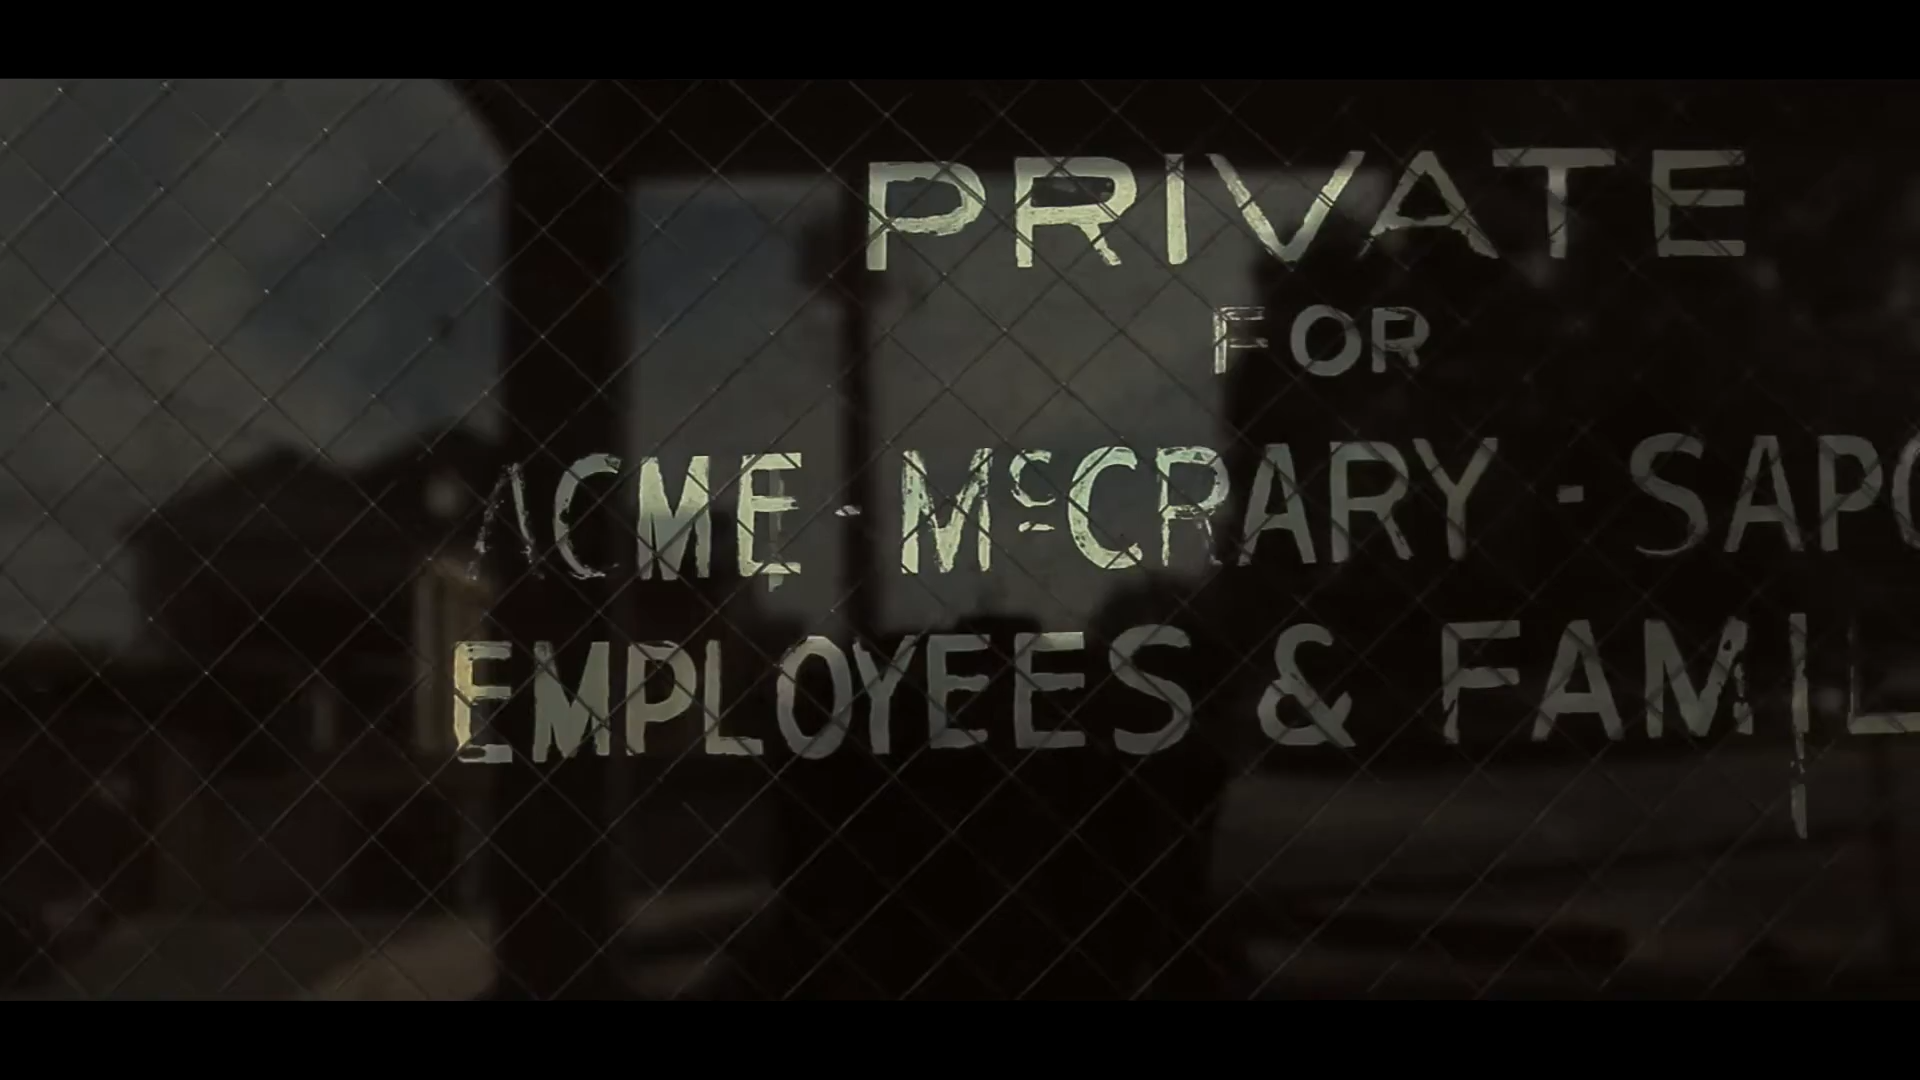 PRIVATE
FOR
ACME - McCRARY - SAPO
EMPLOYEES & FAMIL